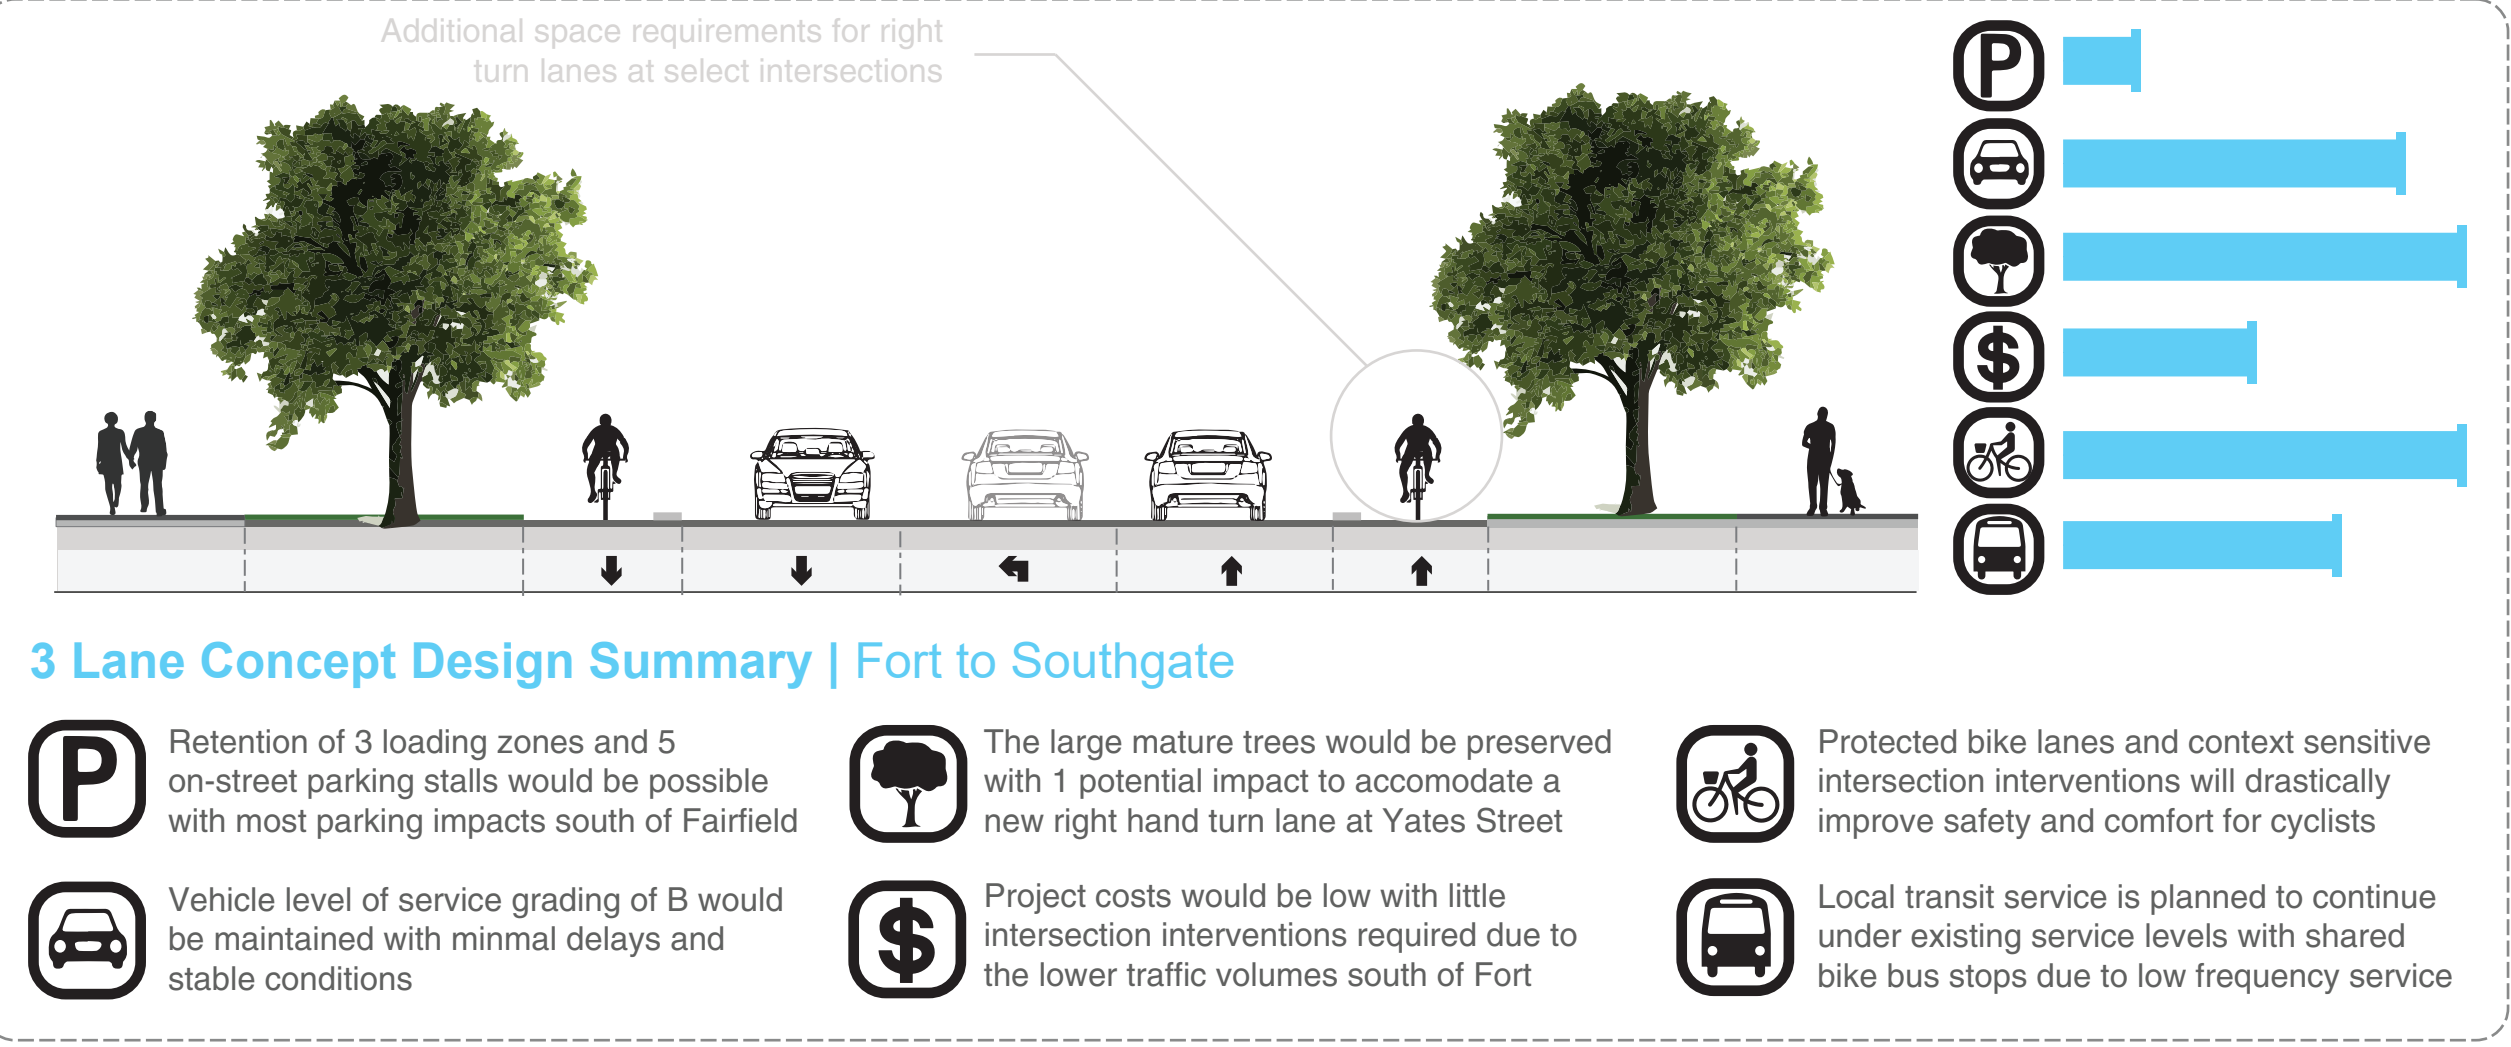 Additional space requirements for right
turn lanes at select intersections
P
$
3 Lane Concept Design Summary | Fort to Southgate
P
Retention of 3 loading zones and 5
on-street parking stalls would be possible
with most parking impacts south of Fairfield
The large mature trees would be preserved
with 1 potential impact to accomodate a
new right hand turn lane at Yates Street
Protected bike lanes and context sensitive
intersection interventions will drastically
improve safety and comfort for cyclists
Vehicle level of service grading of B would
be maintained with minmal delays and
stable conditions
$
Project costs would be low with little
intersection interventions required due to
the lower traffic volumes south of Fort
Local transit service is planned to continue
under existing service levels with shared
bike bus stops due to low frequency service